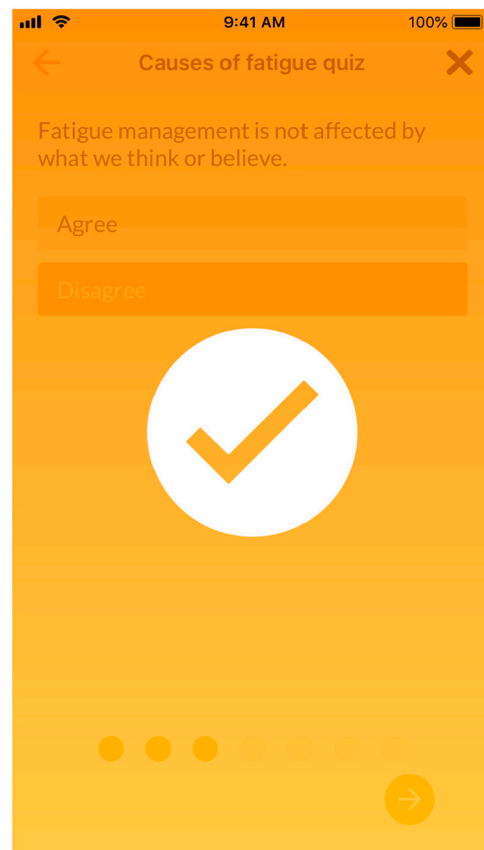 9:41 AM
100%
Causes of fatigue quiz
Fatigue management is not affected by
what we think or believe.
Agree
Disagree